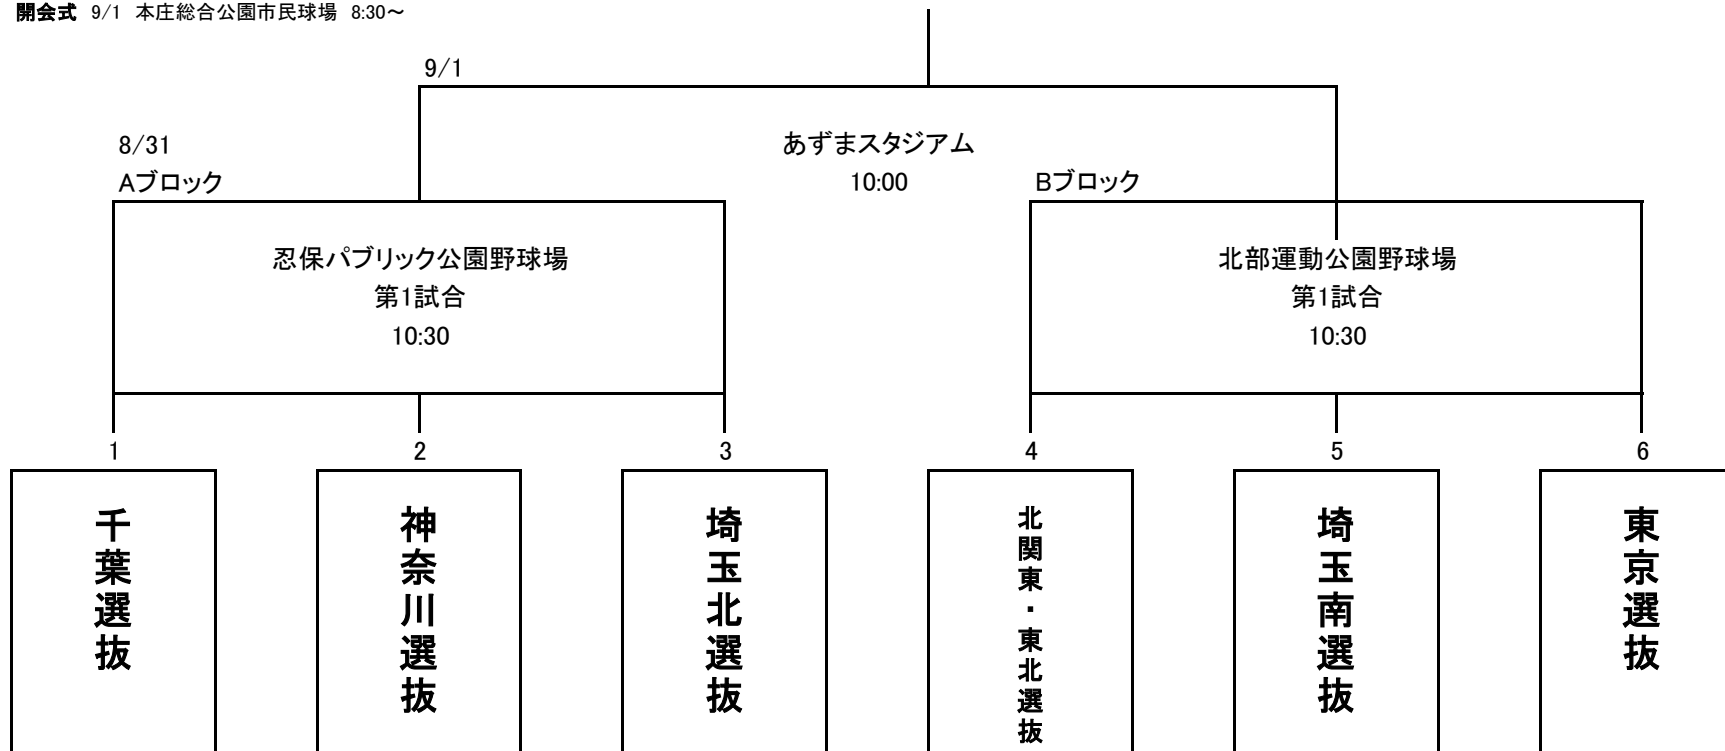 開会式 9/1 本庄総合公園市民球場 8:30～
9/1
8/31
あずまスタジアム
Aブロック
10:00
Bブロック
忍保パブリック公園野球場
第1試合
10:30
北部運動公園野球場
第1試合
10:30
1
2
3
4
5
6
千葉選抜
神奈川選抜
埼玉北選抜
北関東・東北選抜
埼玉南選抜
東京選抜